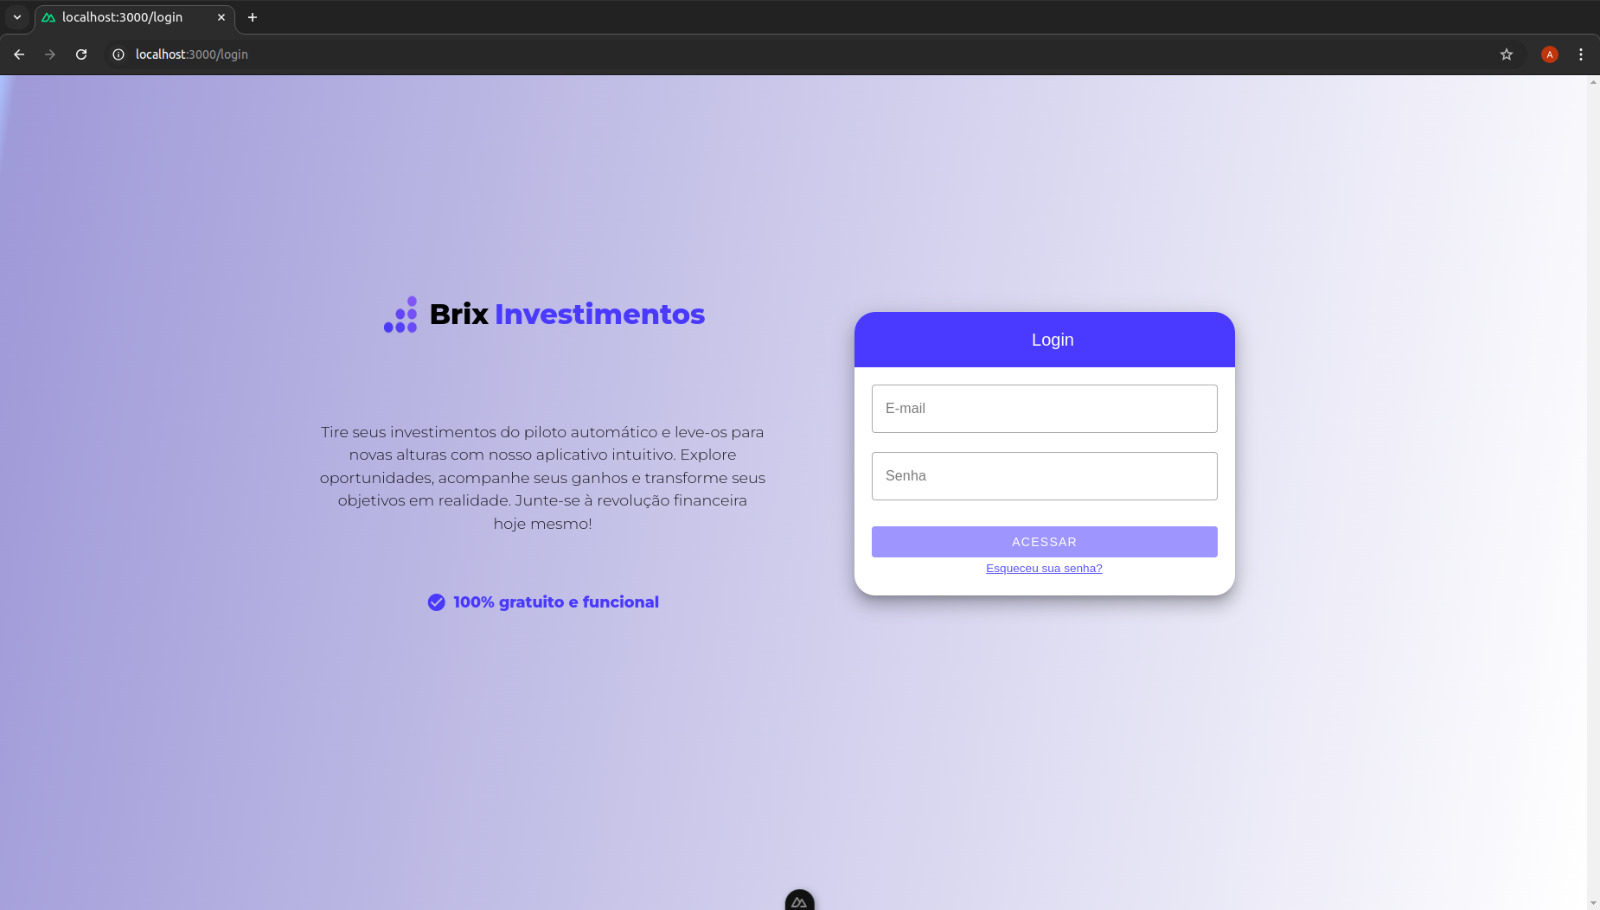 localhost:3000/login
localhost:3000/login
A
Brix Investimentos
Tire seus investimentos do piloto automático e leve-os para
novas alturas com nosso aplicativo intuitivo. Explore
oportunidades, acompanhe seus ganhos e transforme seus
objetivos em realidade. Junte-se à revolução financeira
hoje mesmo!
100% gratuito e funcional
Login
E-mail
Senha
ACESSAR
Esqueceu sua senha?